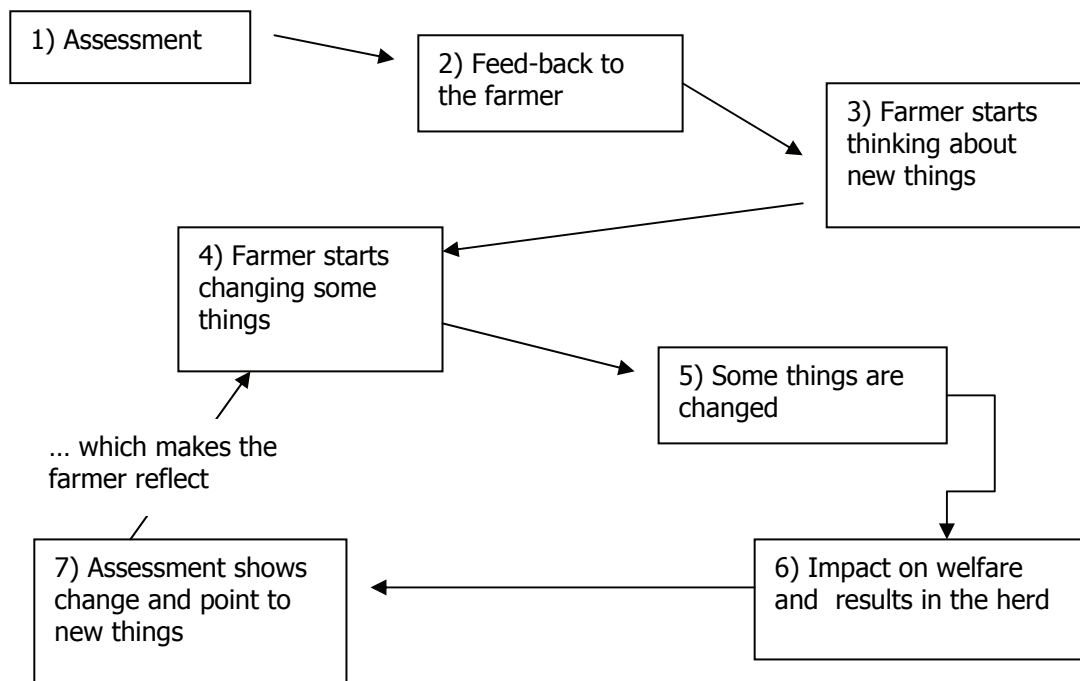 1) Assessment
2) Feed-back to
the farmer
3) Farmer starts
thinking about
new things
4) Farmer starts
changing some
things
5) Some things are
changed
... which makes the
farmer reflect
7) Assessment shows
change and point to
new things
6) Impact on welfare
and  results in the herd